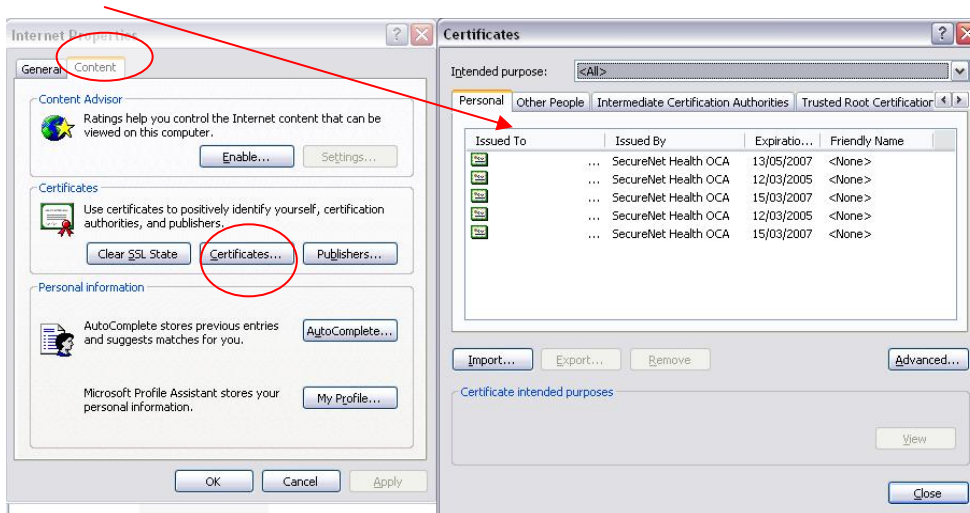 Internet Properties
General Content
Content Advisor
Ratings help you control the Internet content that can be
viewed on this computer.
Enable... Settings...
Certificates
Use certificates to positively identify yourself, certification
authorities, and publishers.
Clear SSL State Certificates... Publishers...
Personal information
AutoComplete stores previous entries
and suggests matches for you.
AutoComplete...
Microsoft Profile Assistant stores your
personal information.
My Profile...
OK Cancel Apply
Certificates
Intended purpose: <All>
Personal Other People Intermediate Certification Authorities Trusted Root Certification
Issued To Issued By Expiratio... Friendly Name
... SecureNet Health OCA 13/05/2007 <None>
... SecureNet Health OCA 12/03/2005 <None>
... SecureNet Health OCA 15/03/2007 <None>
... SecureNet Health OCA 12/03/2005 <None>
... SecureNet Health OCA 15/03/2007 <None>
Import... Export... Remove Advanced...
Certificate intended purposes
View
Close